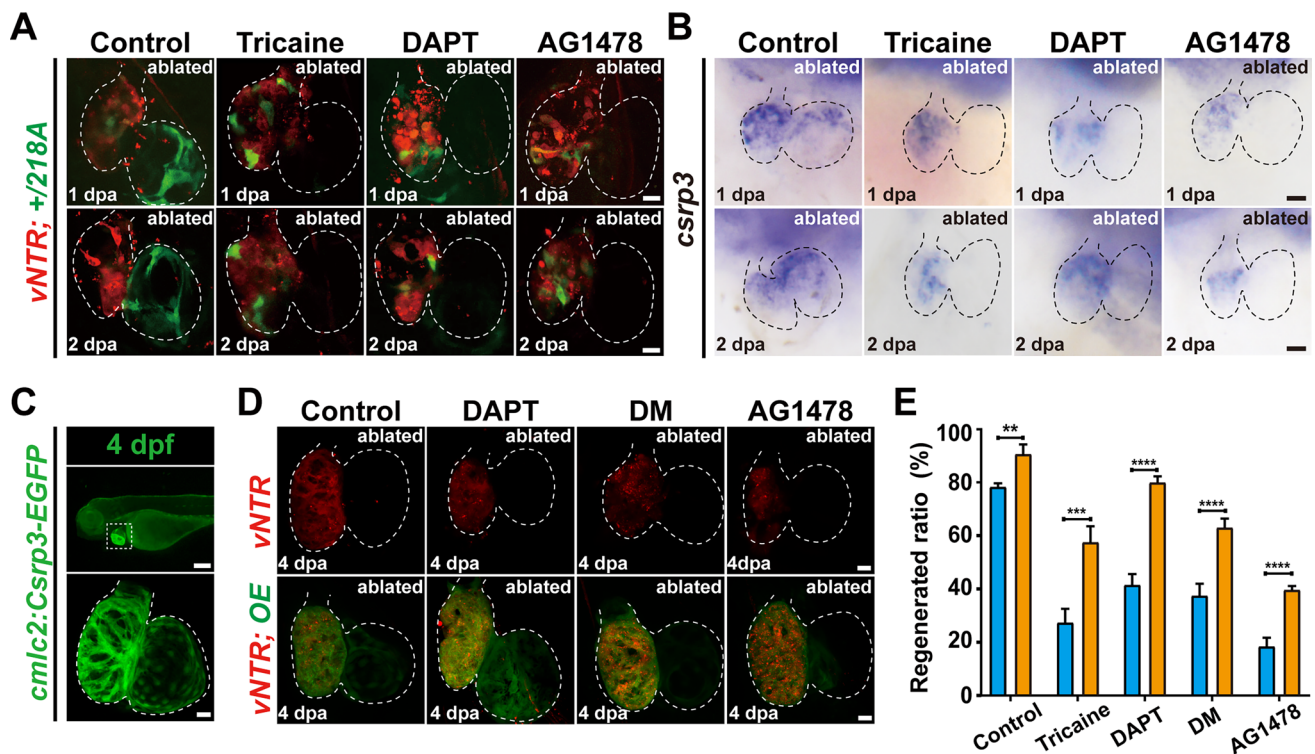 A
Control Tricaine DAPT AG1478
vNTR; +/218A
ablated ablated ablated ablated
1 dpa 1 dpa 1 dpa 1 dpa
ablated ablated ablated ablated
2 dpa 2 dpa 2 dpa 2 dpa
B
Control Tricaine DAPT AG1478
csrp3
ablated ablated ablated ablated
1 dpa 1 dpa 1 dpa 1 dpa
ablated ablated ablated ablated
2 dpa 2 dpa 2 dpa 2 dpa
C
cmlc2:Csrp3-EGFP
4 dpf
D
Control DAPT DM AG1478
vNTR
ablated ablated ablated ablated
4 dpa 4 dpa 4 dpa 4dpa
vNTR; OE
ablated ablated ablated ablated
4 dpa 4 dpa 4 dpa 4 dpa
E
Regenerated ratio (%)
100
80
60
40
20
0
** *** **** **** ****
Control Tricaine DAPT DM AG1478